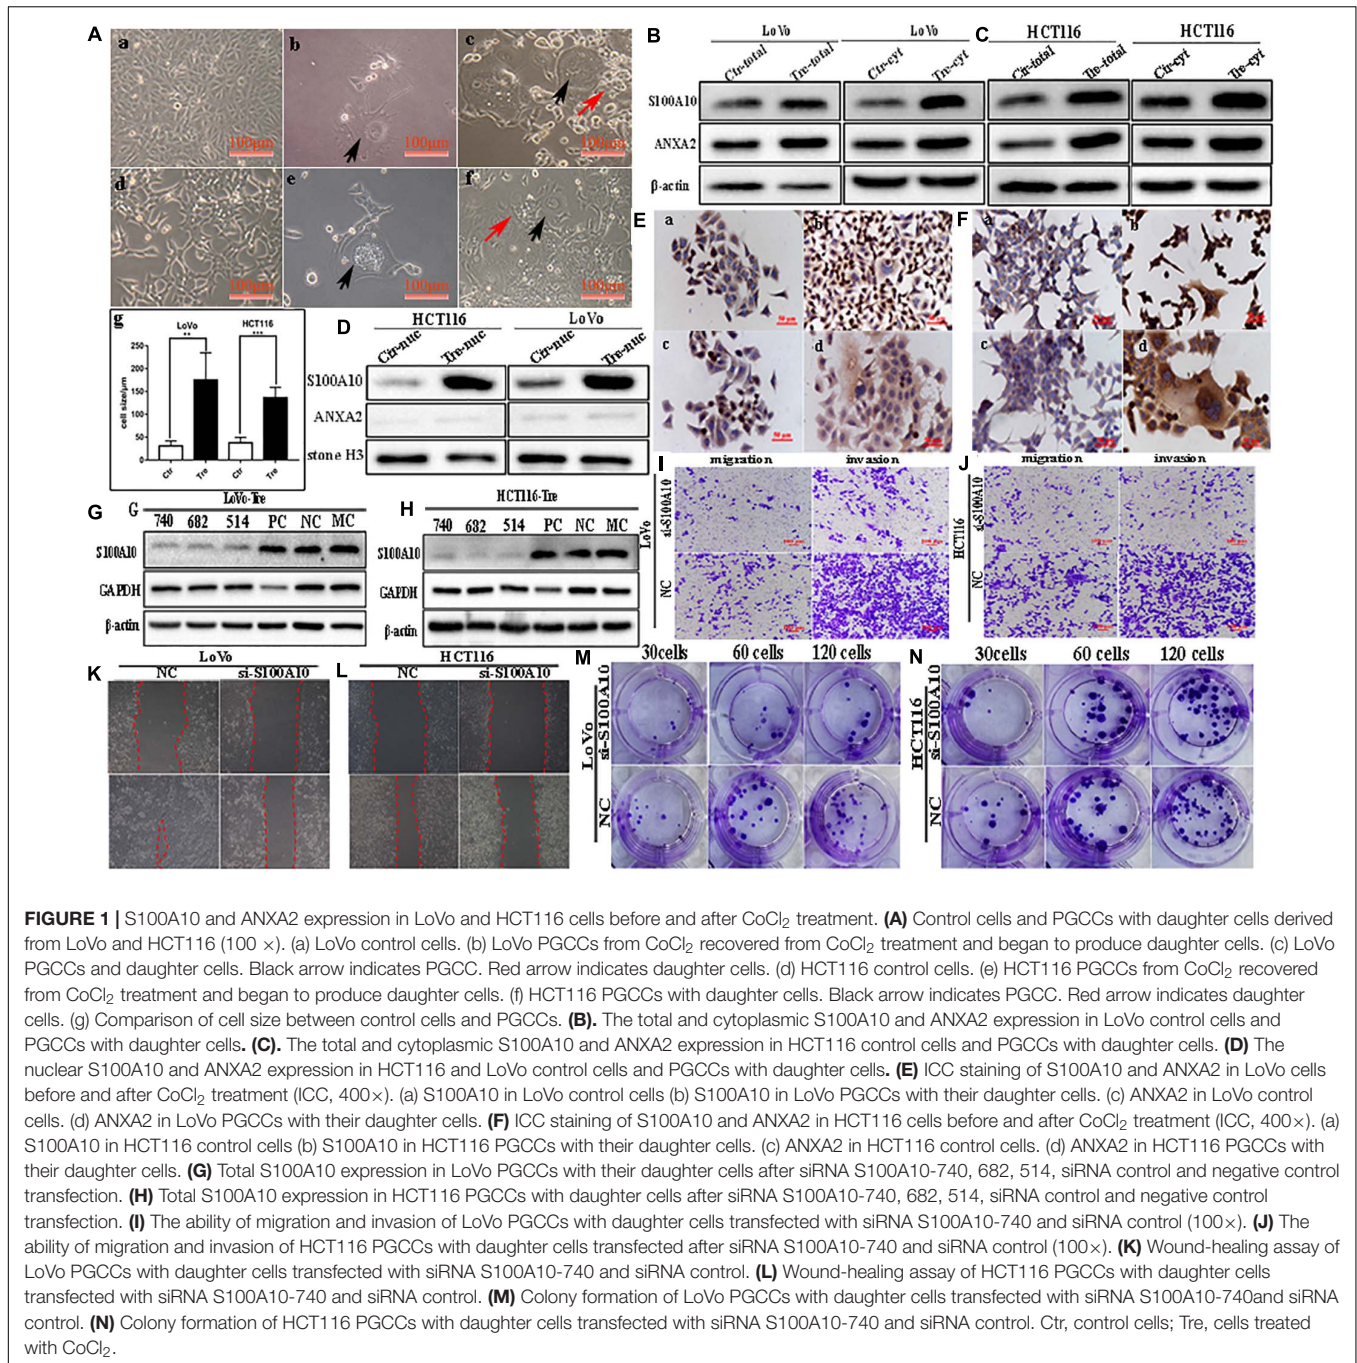 A
a
b
c
100μm
100μm
100μm
d
e
f
100μm
100μm
100μm
g
LoVo
HCT116
**
***
250
200
150
100
50
0
cell size/μm
Ctr
Tre
Ctr
Tre
B
LoVo
LoVo
Ctr-total
Tre-total
Ctr-cyt
Tre-cyt
S100A10
ANXA2
β-actin
C
HCT116
HCT116
Ctr-total
Tre-total
Ctr-cyt
Tre-cyt
D
HCT116
LoVo
Ctr-nuc
Tre-nuc
Ctr-nuc
Tre-nuc
S100A10
ANXA2
stone H3
E
a
b
c
d
50 μm
50 μm
F
a
b
c
d
G
G
LoVo-Tre
740 682 514 PC NC MC
S100A10
GAPDH
β-actin
H
HCT116-Tre
740 682 514 PC NC MC
S100A10
GAPDH
β-actin
I
migration
invasion
LoVo
si-S100A10
NC
J
migration
invasion
HCT116
si-S100A10
NC
K
LoVo
NC
si-S100A10
L
HCT116
NC
si-S100A10
M
30cells
60 cells
120 cells
LoVo
si-S100A10
NC
N
30cells
60 cells
120 cells
HCT116
si-S100A10
NC
FIGURE 1 | S100A10 and ANXA2 expression in LoVo and HCT116 cells before and after CoCl₂ treatment. (A) Control cells and PGCCs with daughter cells derived
from LoVo and HCT116 (100 ×). (a) LoVo control cells. (b) LoVo PGCCs from CoCl₂ recovered from CoCl₂ treatment and began to produce daughter cells. (c) LoVo
PGCCs and daughter cells. Black arrow indicates PGCC. Red arrow indicates daughter cells. (d) HCT116 control cells. (e) HCT116 PGCCs from CoCl₂ recovered
from CoCl₂ treatment and began to produce daughter cells. (f) HCT116 PGCCs with daughter cells. Black arrow indicates PGCC. Red arrow indicates daughter
cells. (g) Comparison of cell size between control cells and PGCCs. (B). The total and cytoplasmic S100A10 and ANXA2 expression in LoVo control cells and
PGCCs with daughter cells. (C). The total and cytoplasmic S100A10 and ANXA2 expression in HCT116 control cells and PGCCs with daughter cells. (D) The
nuclear S100A10 and ANXA2 expression in HCT116 and LoVo control cells and PGCCs with daughter cells. (E) ICC staining of S100A10 and ANXA2 in LoVo cells
before and after CoCl₂ treatment (ICC, 400×). (a) S100A10 in LoVo control cells (b) S100A10 in LoVo PGCCs with their daughter cells. (c) ANXA2 in LoVo control
cells. (d) ANXA2 in LoVo PGCCs with their daughter cells. (F) ICC staining of S100A10 and ANXA2 in HCT116 cells before and after CoCl₂ treatment (ICC, 400×). (a)
S100A10 in HCT116 control cells (b) S100A10 in HCT116 PGCCs with their daughter cells. (c) ANXA2 in HCT116 control cells. (d) ANXA2 in HCT116 PGCCs with
their daughter cells. (G) Total S100A10 expression in LoVo PGCCs with their daughter cells after siRNA S100A10-740, 682, 514, siRNA control and negative control
transfection. (H) Total S100A10 expression in HCT116 PGCCs with daughter cells after siRNA S100A10-740, 682, 514, siRNA control and negative control
transfection. (I) The ability of migration and invasion of LoVo PGCCs with daughter cells transfected with siRNA S100A10-740 and siRNA control (100×). (J) The
ability of migration and invasion of HCT116 PGCCs with daughter cells transfected after siRNA S100A10-740 and siRNA control (100×). (K) Wound-healing assay of
LoVo PGCCs with daughter cells transfected with siRNA S100A10-740 and siRNA control. (L) Wound-healing assay of HCT116 PGCCs with daughter cells
transfected with siRNA S100A10-740 and siRNA control. (M) Colony formation of LoVo PGCCs with daughter cells transfected with siRNA S100A10-740and siRNA
control. (N) Colony formation of HCT116 PGCCs with daughter cells transfected with siRNA S100A10-740 and siRNA control. Ctr, control cells; Tre, cells treated
with CoCl₂.